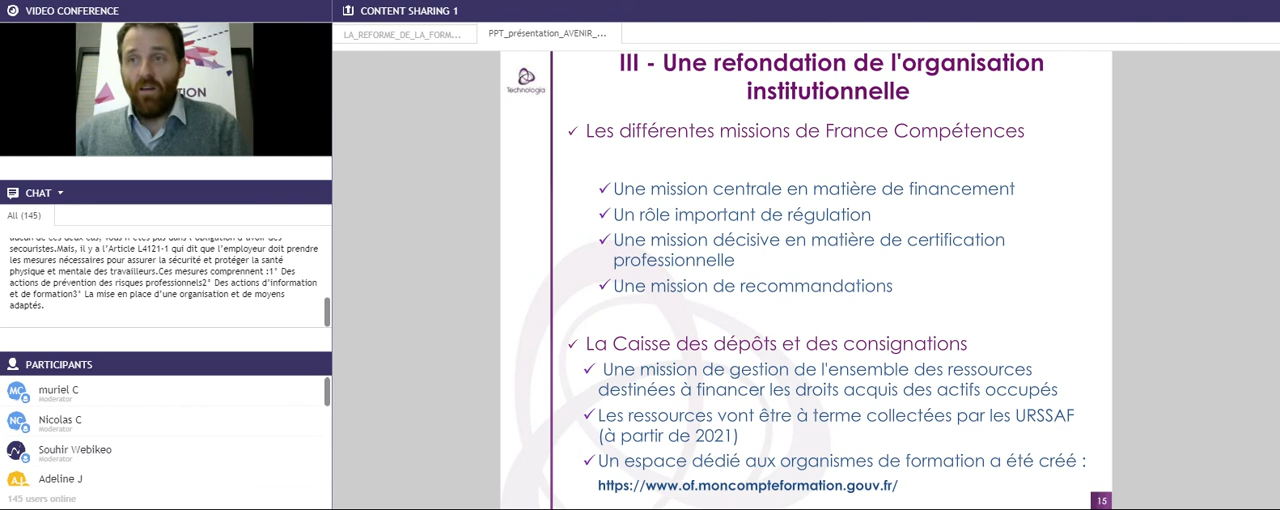 VIDEO CONFERENCE
TION
CHAT
All (145)
secouristes.Mais, il y a l'Article L4121-1 qui dit que l'employeur doit prendre
les mesures nécessaires pour assurer la sécurité et protéger la santé
physique et mentale des travailleurs.Ces mesures comprennent :1° Des
actions de prévention des risques professionnels2° Des actions d'information
et de formation3° La mise en place d'une organisation et de moyens
adaptés.
PARTICIPANTS
MC
muriel C
Moderator
NC
Nicolas C
Moderator
Souhir Webikeo
Moderator
AJ
Adeline J
145 users online
CONTENT SHARING 1
LA_REFORME_DE_LA_FORM...
PPT_présentation_AVENIR_...
Technologia
III - Une refondation de l'organisation
institutionnelle
✓ Les différentes missions de France Compétences
✓Une mission centrale en matière de financement
✓Un rôle important de régulation
✓Une mission décisive en matière de certification
professionnelle
✓Une mission de recommandations
✓ La Caisse des dépôts et des consignations
✓ Une mission de gestion de l'ensemble des ressources
destinées à financer les droits acquis des actifs occupés
✓Les ressources vont être à terme collectées par les URSSAF
(à partir de 2021)
✓Un espace dédié aux organismes de formation a été créé :
https://www.of.moncompteformation.gouv.fr/
15